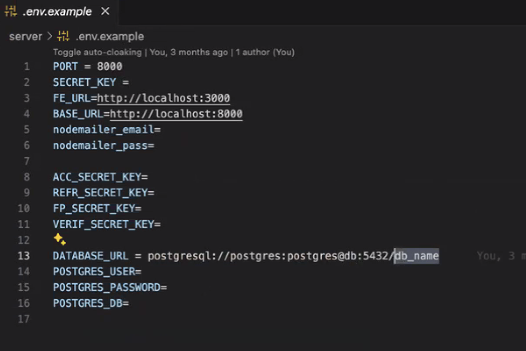 .env.example ×
server > .env.example
Toggle auto-cloaking | You, 3 months ago | 1 author (You)
1 PORT = 8000
2 SECRET_KEY =
3 FE_URL=http://localhost:3000
4 BASE_URL=http://localhost:8000
5 nodemailer_email=
6 nodemailer_pass=
7
8 ACC_SECRET_KEY=
9 REFR_SECRET_KEY=
10 FP_SECRET_KEY=
11 VERIF_SECRET_KEY=
12
13 DATABASE_URL = postgresql://postgres:postgres@db:5432/db_name You, 3 m
14 POSTGRES_USER=
15 POSTGRES_PASSWORD=
16 POSTGRES_DB=
17